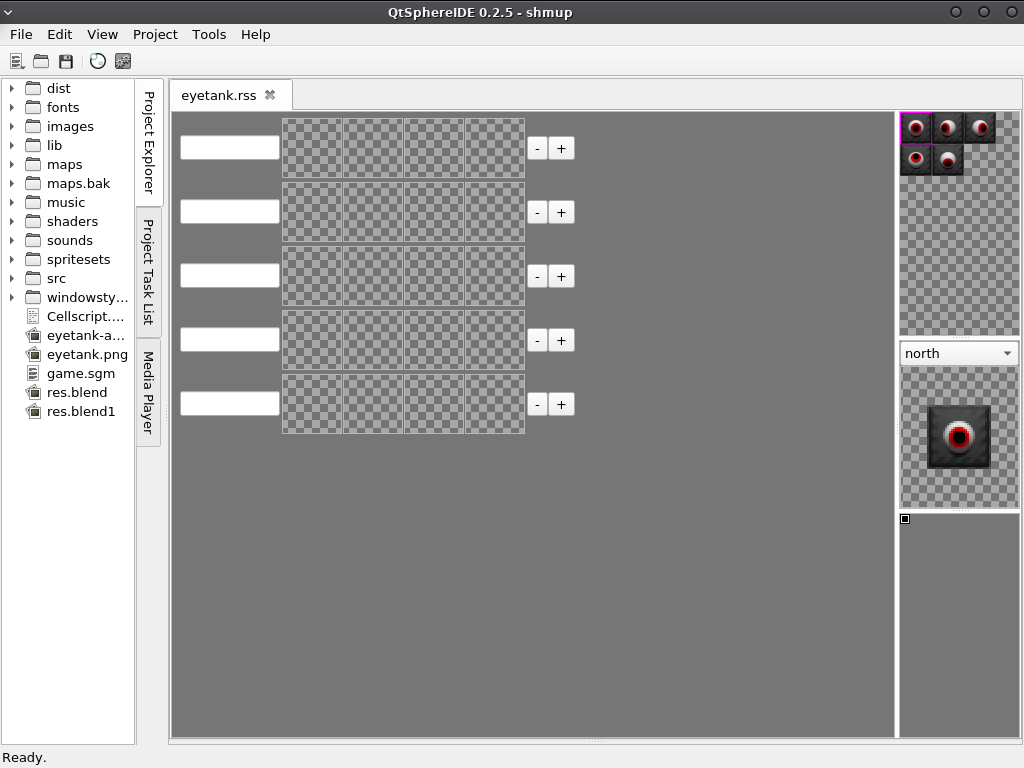 QtSphereIDE 0.2.5 - shmup
File Edit View Project Tools Help
dist
fonts
images
lib
maps
maps.bak
music
shaders
sounds
spritesets
src
windowsty...
Cellscript....
eyetank-a...
eyetank.png
game.sgm
res.blend
res.blend1
Project Explorer
Project Task List
Media Player
eyetank.rss
- +
- +
- +
- +
- +
north
Ready.